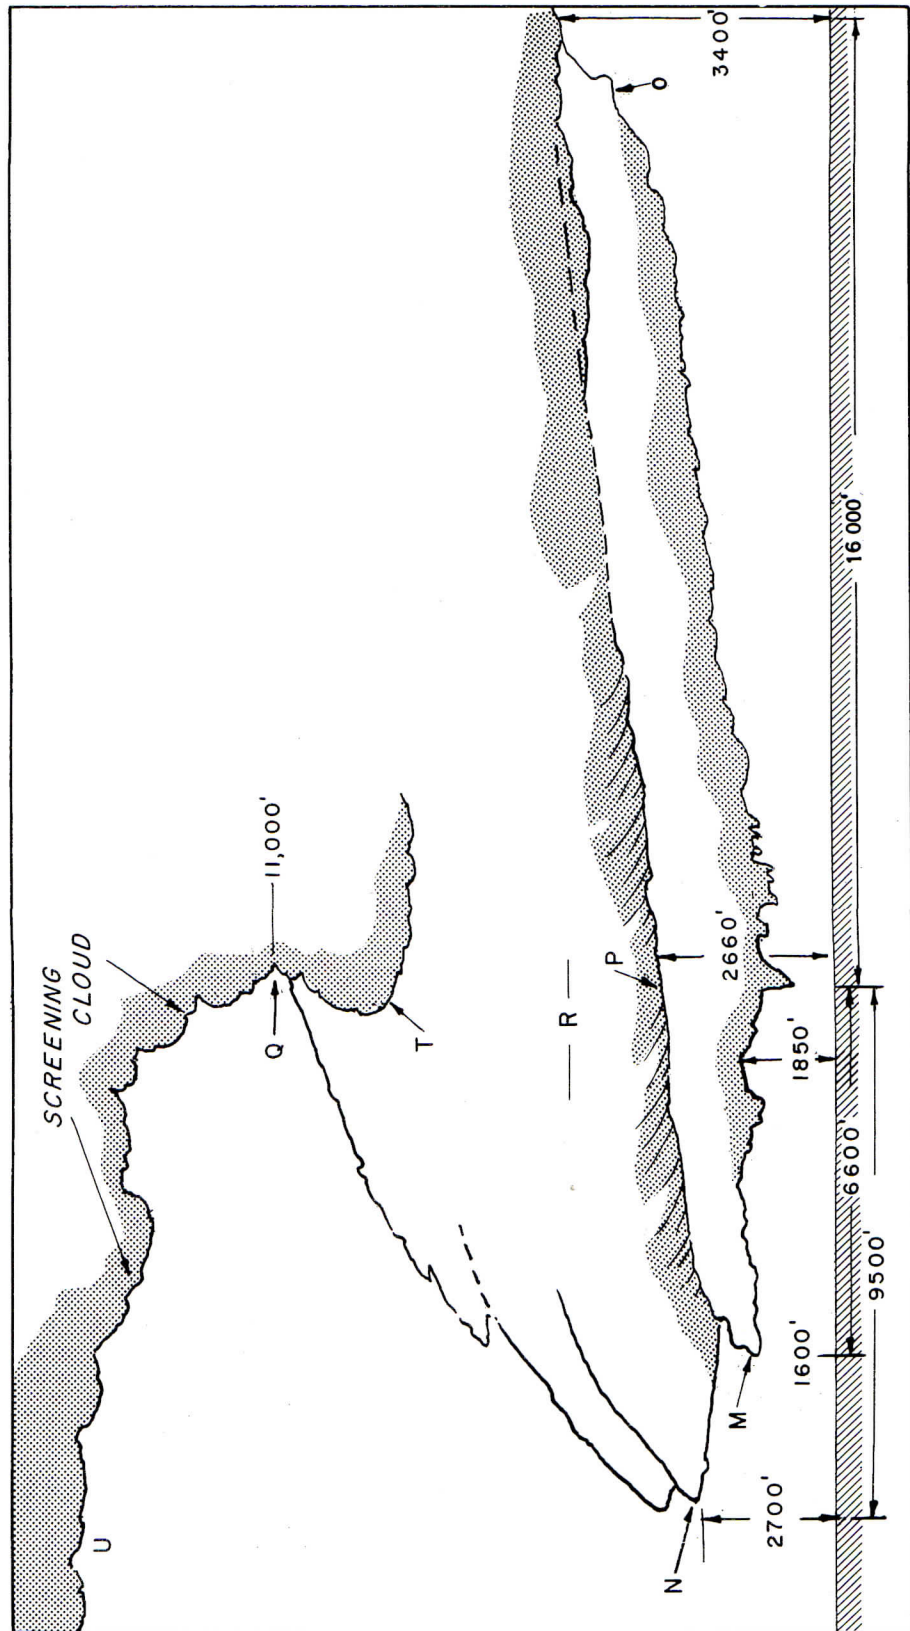 SCREENING
CLOUD
U
Q
11,000'
T
R
P
O
N
M
2700'
1600'
1850'
2660'
3400'
6600'
9500'
16 000'